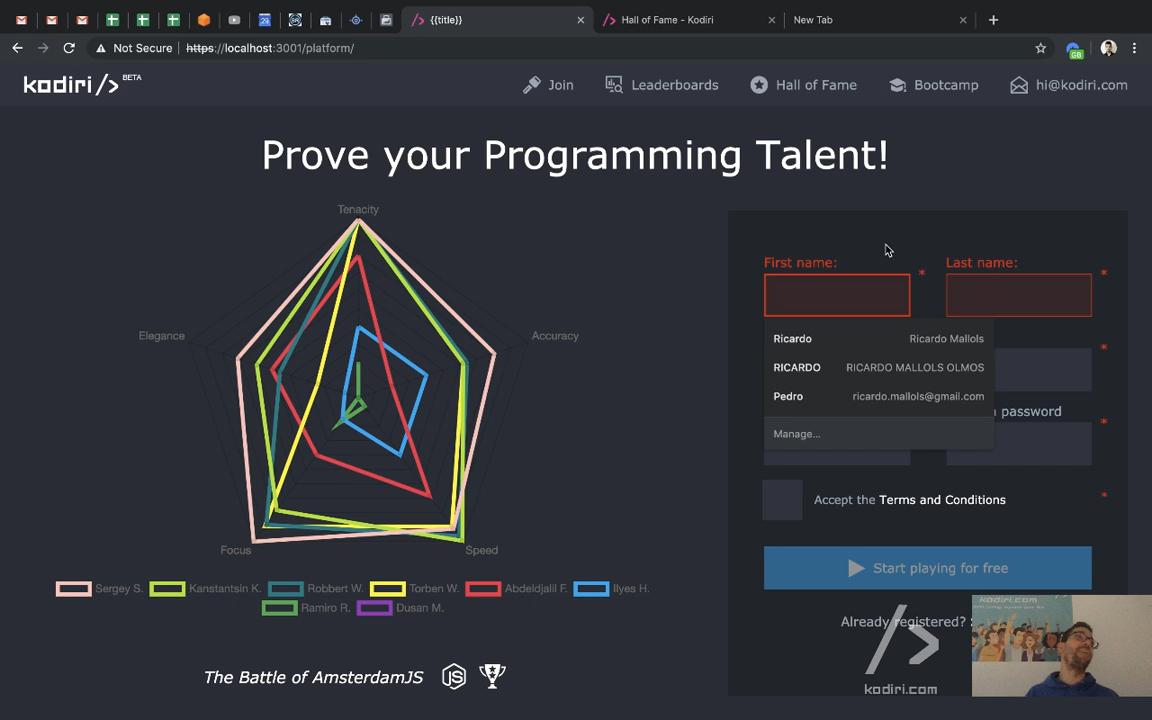 {{title}}
Hall of Fame - Kodiri
New Tab
Not Secure
https://localhost:3001/platform/
GB
kodiri/> BETA
Join
Leaderboards
Hall of Fame
Bootcamp
hi@kodiri.com
Prove your Programming Talent!
Tenacity
Elegance
Accuracy
Focus
Speed
Sergey S.
Kanstantsin K.
Robbert W.
Torben W.
Abdeldjalil F.
Ilyes H.
Ramiro R.
Dusan M.
The Battle of AmsterdamJS
First name: *
Last name: *
Ricardo Ricardo Mallols
RICARDO RICARDO MALLOLS OLMOS
Pedro ricardo.mallols@gmail.com
Manage...
password
Accept the Terms and Conditions *
Start playing for free
Already registered?
kodiri.com
kodiri.com